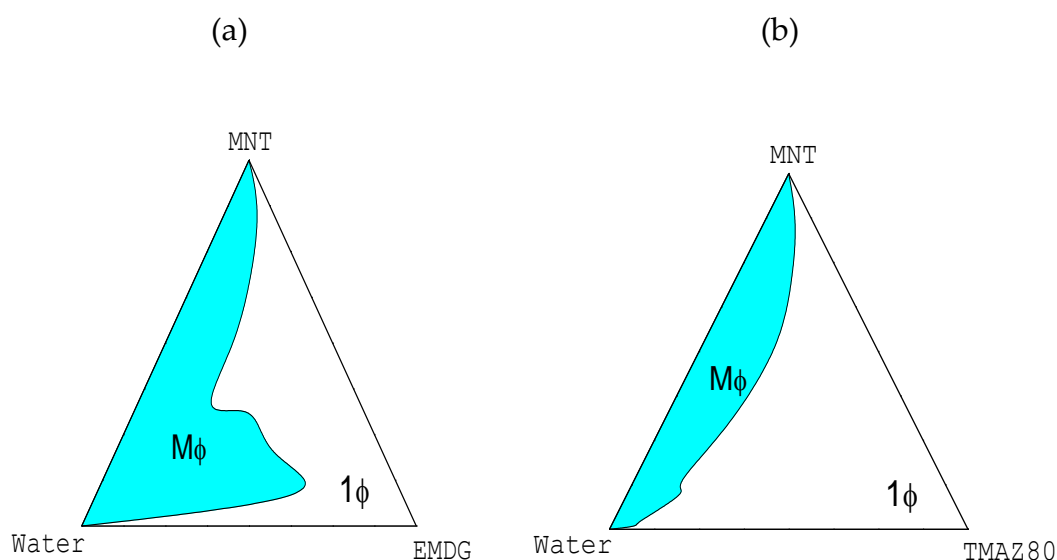 (a)
MNT
Mϕ
1ϕ
Water
EMDG
(b)
MNT
Mϕ
1ϕ
Water
TMAZ80